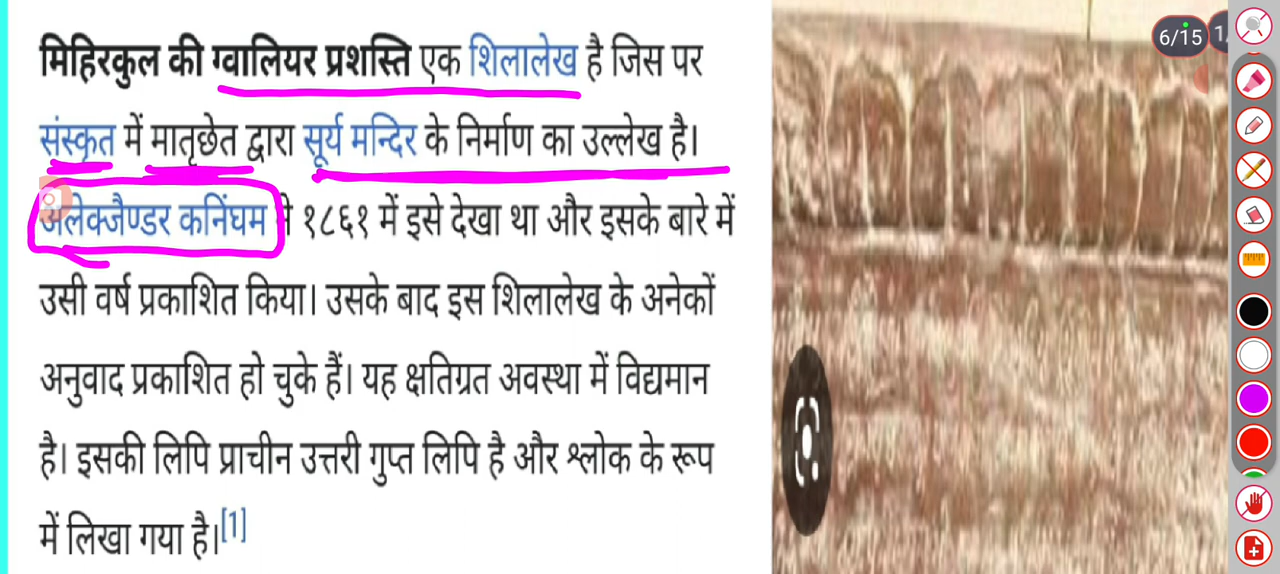 मिहिरकुल की ग्वालियर प्रशस्ति एक शिलालेख है जिस पर
संस्कृत में मातृछेत द्वारा सूर्य मन्दिर के निर्माण का उल्लेख है।
अलेक्जैण्डर कनिंघम ने १८६१ में इसे देखा था और इसके बारे में
उसी वर्ष प्रकाशित किया। उसके बाद इस शिलालेख के अनेकों
अनुवाद प्रकाशित हो चुके हैं। यह क्षतिग्रत अवस्था में विद्यमान
है। इसकी लिपि प्राचीन उत्तरी गुप्त लिपि है और श्लोक के रूप
में लिखा गया है।[1]
6/15